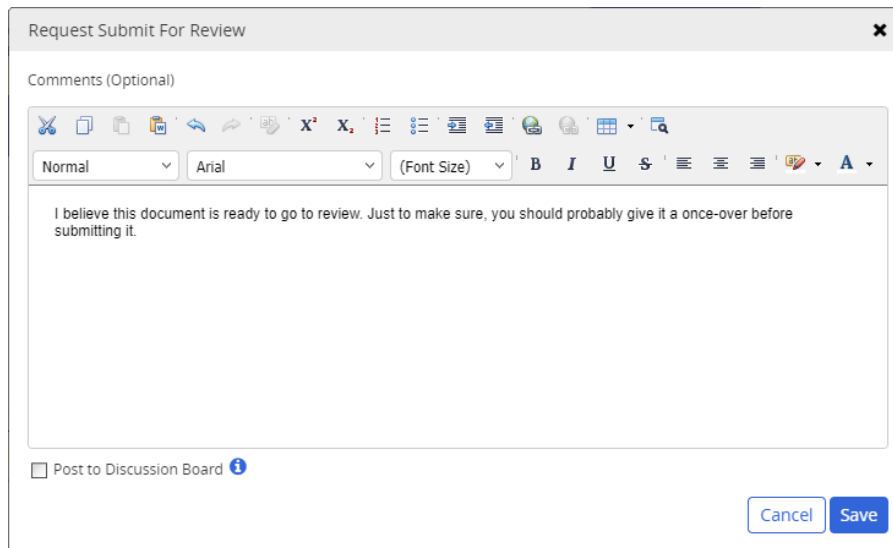 Request Submit For Review
Comments (Optional)
X² X₂
Normal Arial (Font Size) B I U S A
I believe this document is ready to go to review. Just to make sure, you should probably give it a once-over before
submitting it.
Post to Discussion Board
Cancel Save